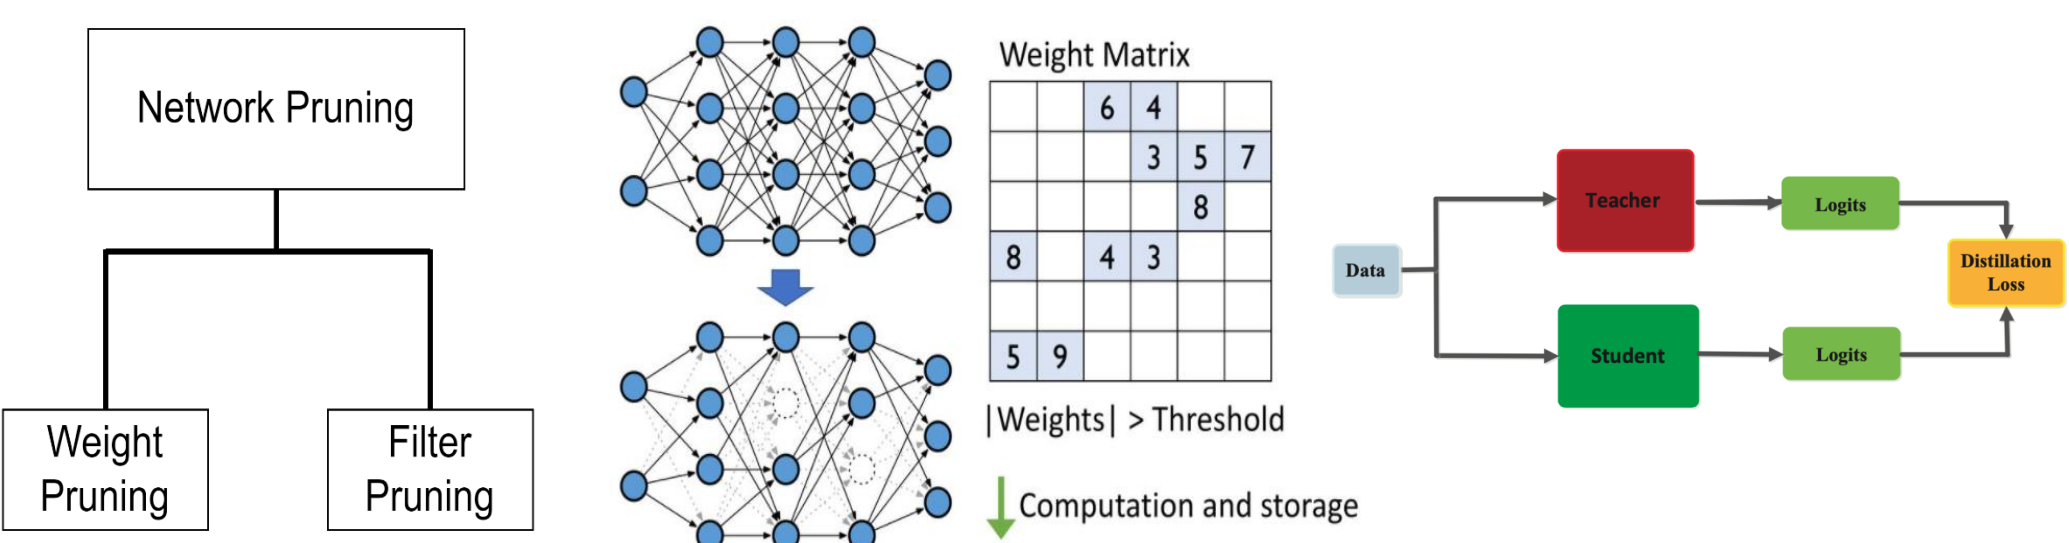 Network Pruning
Weight
Pruning
Filter
Pruning
Weight Matrix
6 4
3 5 7
8
8 4 3
5 9
|Weights| > Threshold
Computation and storage
Data
Teacher
Logits
Student
Logits
Distillation
Loss